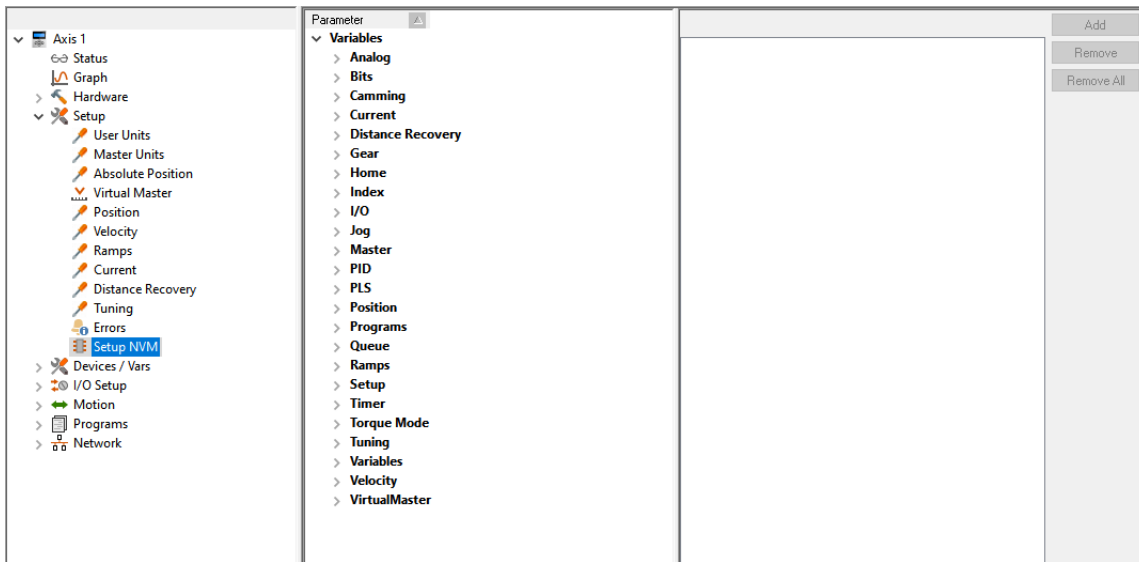 Axis 1
Status
Graph
Hardware
Setup
User Units
Master Units
Absolute Position
Virtual Master
Position
Velocity
Ramps
Current
Distance Recovery
Tuning
Errors
Setup NVM
Devices / Vars
I/O Setup
Motion
Programs
Network
Parameter
Variables
Analog
Bits
Camming
Current
Distance Recovery
Gear
Home
Index
I/O
Jog
Master
PID
PLS
Position
Programs
Queue
Ramps
Setup
Timer
Torque Mode
Tuning
Variables
Velocity
VirtualMaster
Add
Remove
Remove All